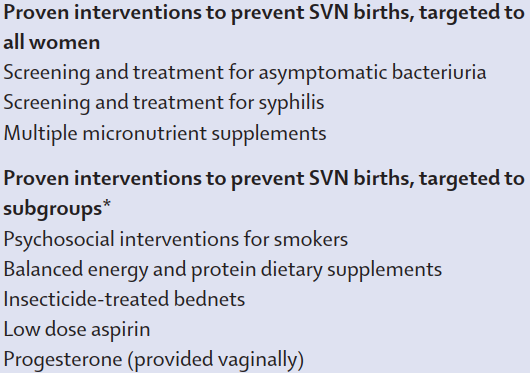 Proven interventions to prevent SVN births, targeted to
all women
Screening and treatment for asymptomatic bacteriuria
Screening and treatment for syphilis
Multiple micronutrient supplements
Proven interventions to prevent SVN births, targeted to
subgroups*
Psychosocial interventions for smokers
Balanced energy and protein dietary supplements
Insecticide-treated bednets
Low dose aspirin
Progesterone (provided vaginally)